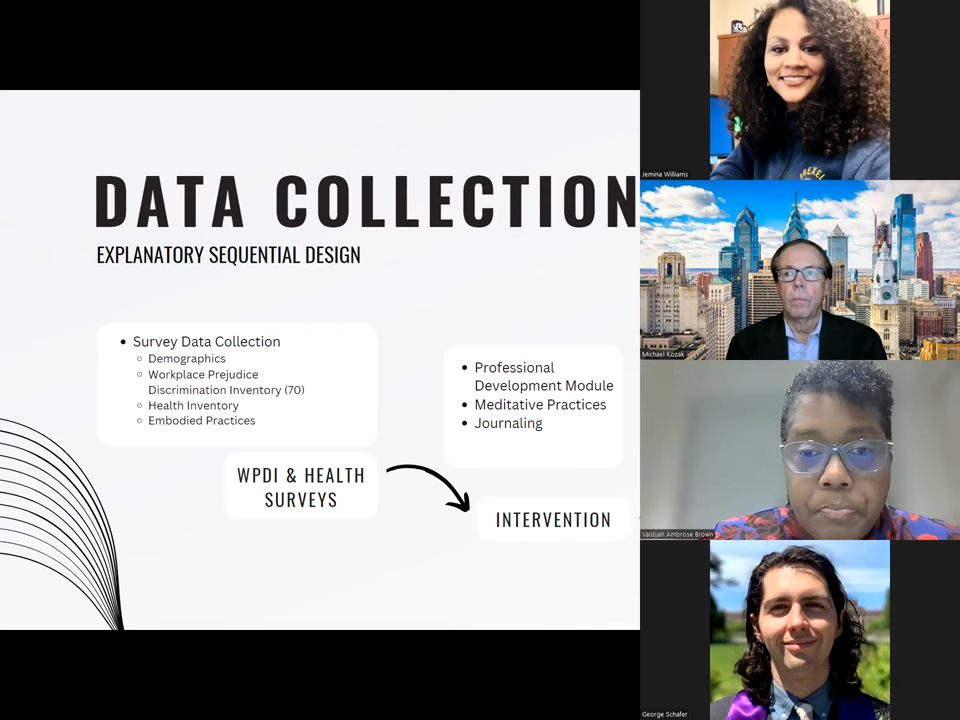 DATA COLLECTION
EXPLANATORY SEQUENTIAL DESIGN
• Survey Data Collection
○ Demographics
○ Workplace Prejudice
Discrimination Inventory (70)
○ Health Inventory
○ Embodied Practices
WPDI & HEALTH
SURVEYS
• Professional
Development Module
• Meditative Practices
• Journaling
INTERVENTION
Jemina Williams
Michael Kozak
Valdijah Ambrose Brown
George Schafer